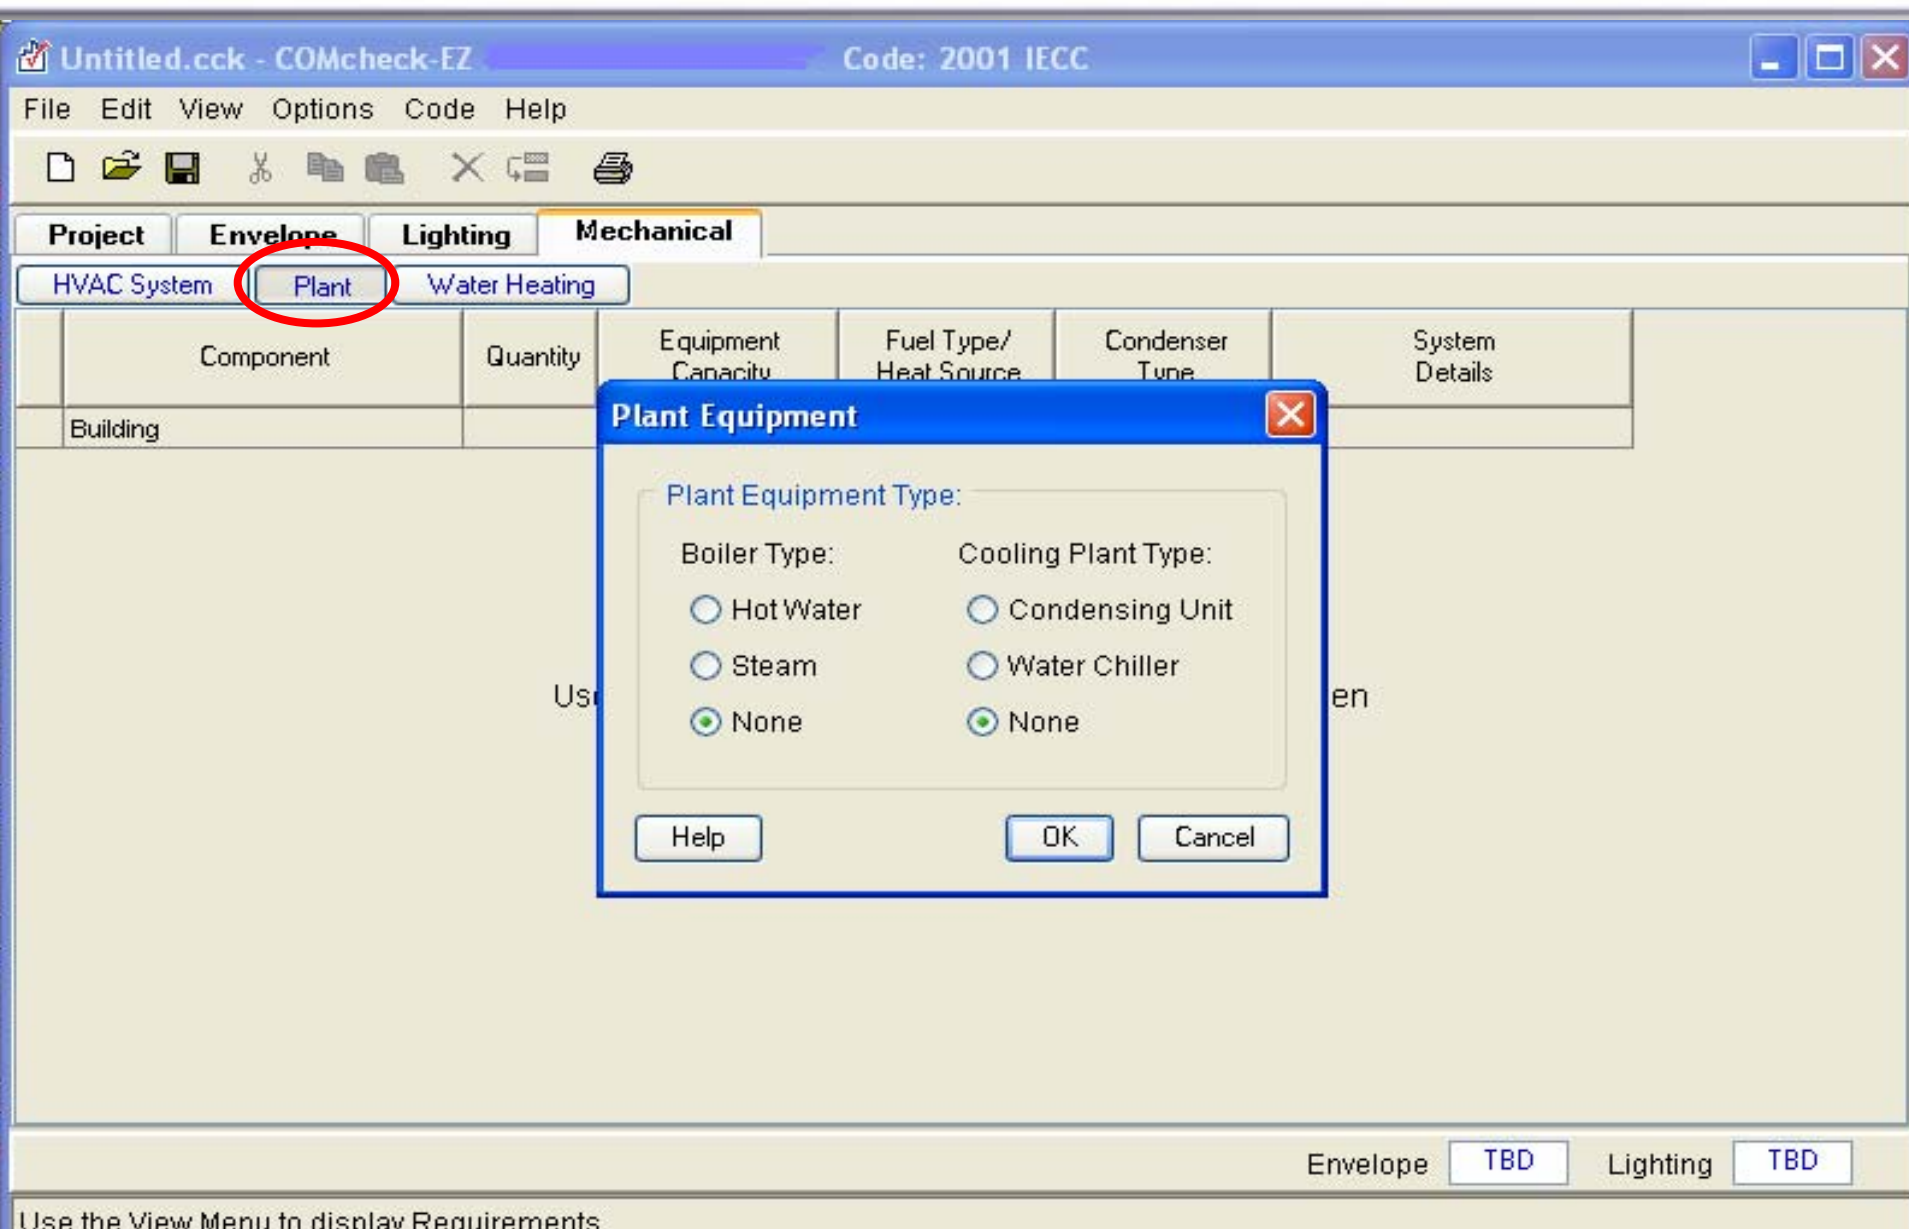 Untitled.cck - COMcheck-EZ Code: 2001 IECC
File Edit View Options Code Help
Project Envelope Lighting Mechanical
HVAC System Plant Water Heating
Component Quantity Equipment Capacity Fuel Type/ Heat Source Condenser Type System Details
Building
Plant Equipment
Plant Equipment Type:
Boiler Type: Cooling Plant Type:
Hot Water Condensing Unit
Steam Water Chiller
None None
Help OK Cancel
Envelope TBD Lighting TBD
Use the View Menu to display Requirements